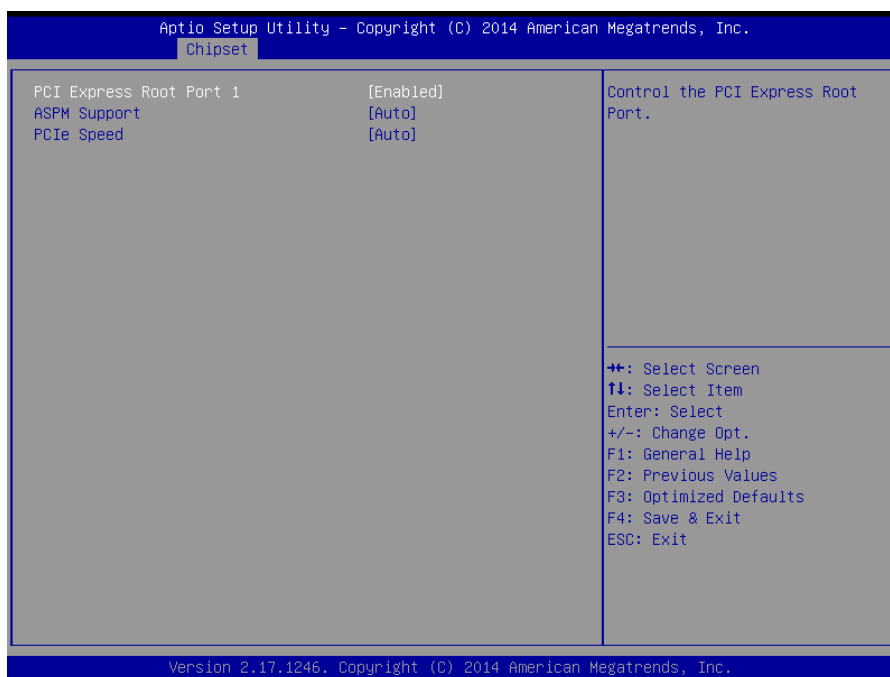 Aptio Setup Utility – Copyright (C) 2014 American Megatrends, Inc.
Chipset
PCI Express Root Port 1 [Enabled]
ASPM Support [Auto]
PCIe Speed [Auto]
Control the PCI Express Root
Port.
→←: Select Screen
↑↓: Select Item
Enter: Select
+/-: Change Opt.
F1: General Help
F2: Previous Values
F3: Optimized Defaults
F4: Save & Exit
ESC: Exit
Version 2.17.1246. Copyright (C) 2014 American Megatrends, Inc.